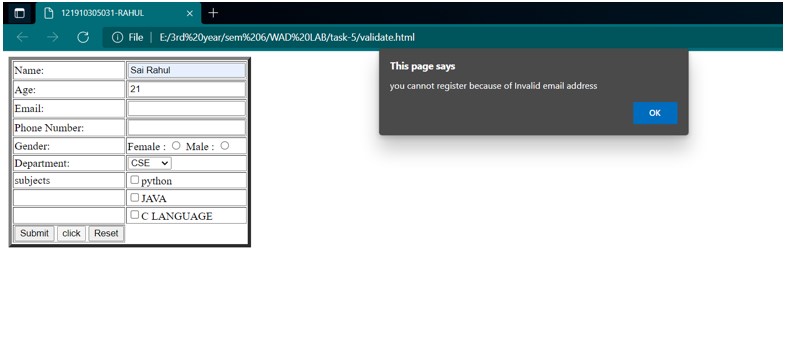 121910305031-RAHUL
File | E:/3rd%20year/sem%206/WAD%20LAB/task-5/validate.html
This page says
you cannot register because of Invalid email address
OK
Name: Sai Rahul
Age: 21
Email:
Phone Number:
Gender: Female : Male :
Department: CSE
subjects python
JAVA
C LANGUAGE
Submit click Reset